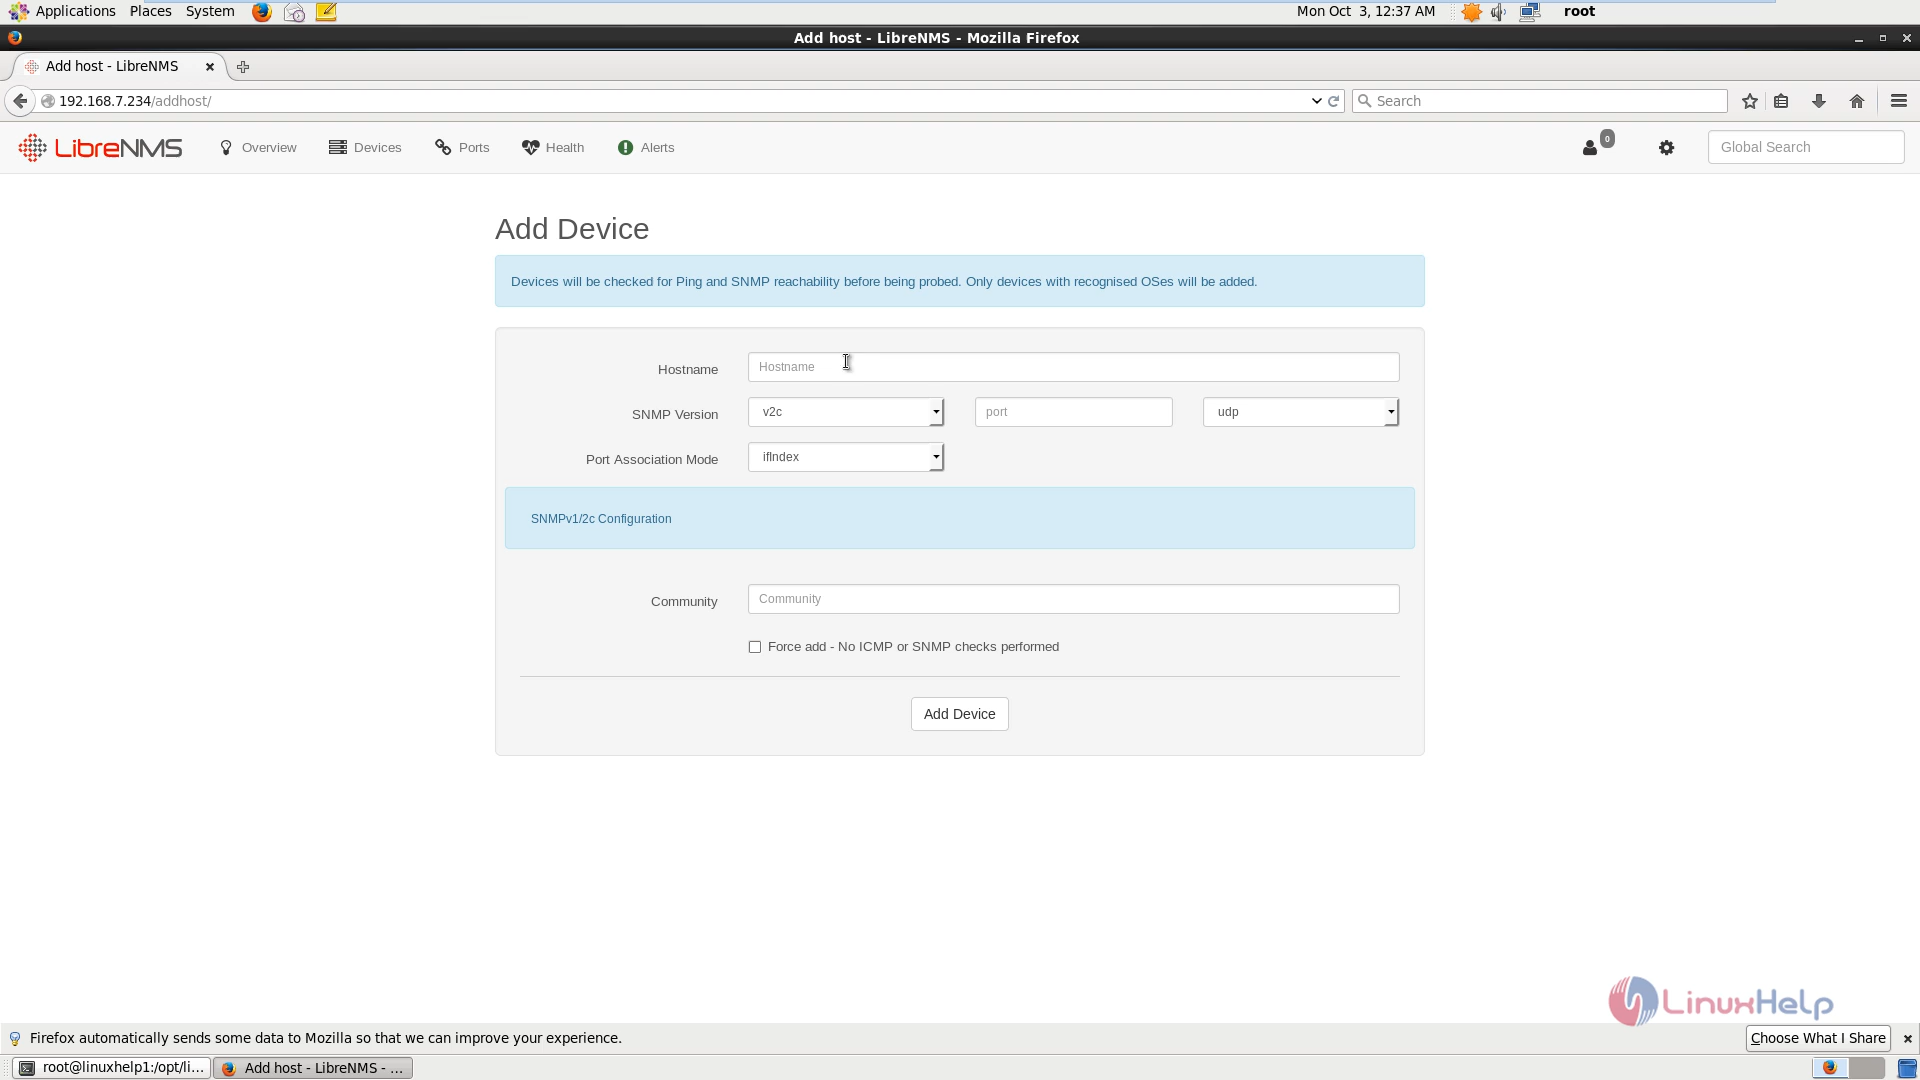 Applications Places System Mon Oct 3, 12:37 AM root
Add host - LibreNMS - Mozilla Firefox
Add host - LibreNMS
192.168.7.234/addhost/ Search
LibreNMS Overview Devices Ports Health Alerts 0 Global Search
Add Device
Devices will be checked for Ping and SNMP reachability before being probed. Only devices with recognised OSes will be added.
Hostname Hostname
SNMP Version v2c port udp
Port Association Mode ifIndex
SNMPv1/2c Configuration
Community Community
Force add - No ICMP or SNMP checks performed
Add Device
LinuxHelp
Firefox automatically sends some data to Mozilla so that we can improve your experience. Choose What I Share
root@linuxhelp1:/opt/li... Add host - LibreNMS - ...